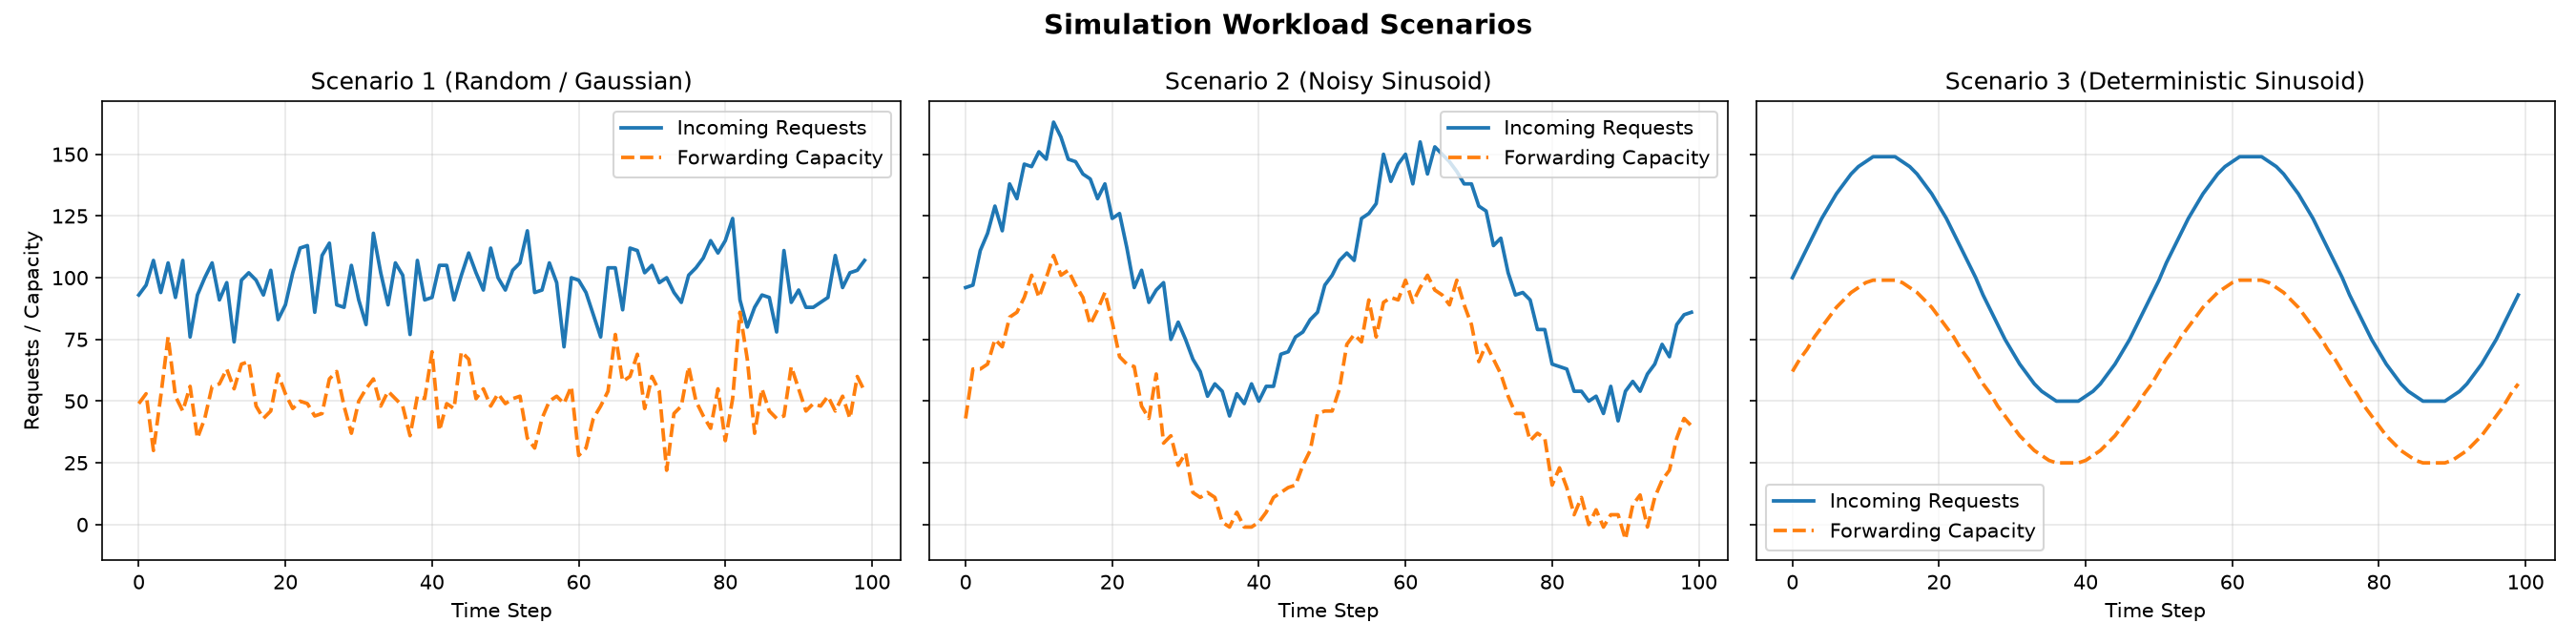 Simulation Workload Scenarios
Scenario 1 (Random / Gaussian)
Incoming Requests
Forwarding Capacity
Requests / Capacity
150
125
100
75
50
25
0
0 20 40 60 80 100
Time Step
Scenario 2 (Noisy Sinusoid)
Incoming Requests
Forwarding Capacity
0 20 40 60 80 100
Time Step
Scenario 3 (Deterministic Sinusoid)
Incoming Requests
Forwarding Capacity
0 20 40 60 80 100
Time Step